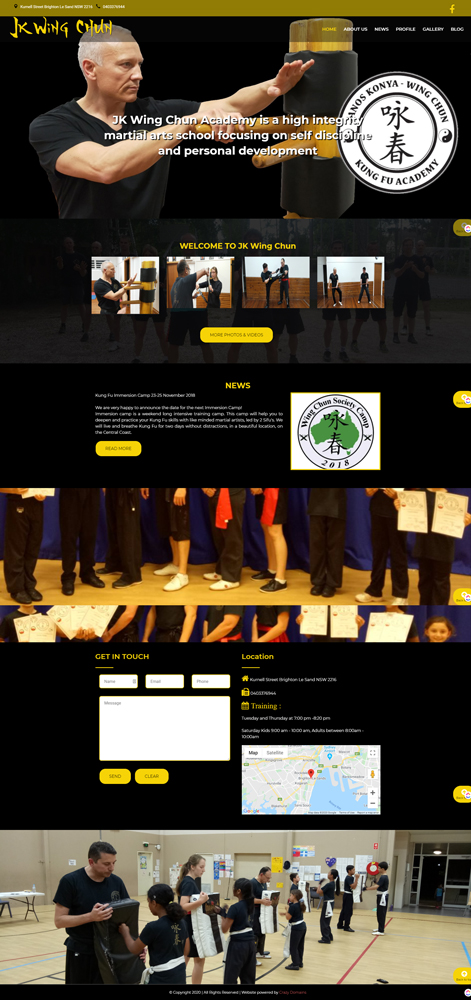 Kurnell Street Brighton Le Sand NSW 2216 0403376944
JK WiNG CHUN
HOME ABOUT US NEWS PROFILE GALLERY BLOG
JK Wing Chun Academy is a high integrity
martial arts school focusing on self discipline
and personal development
NOS KONYA - WING CHUN
咏春
KUNG FU ACADEMY
WELCOME TO JK Wing Chun
MORE PHOTOS & VIDEOS
NEWS
Kung Fu Immersion Camp 23-25 November 2018
We are very happy to announce the date for the next Immersion Camp!
Immersion camp is a weekend long intensive training camp. This camp will help you to
deepen and practice your Kung Fu skills with like minded martial artists, led by 2 Sifu's. We
will live and breathe Kung Fu for two days without distractions, in a beautiful location, on
the Central Coast.
READ MORE
Wing Chun Society Camp
咏春
2018
GET IN TOUCH
Name
Email
Phone
Message
SEND
CLEAR
Location
Kurnell Street Brighton Le Sand NSW 2216
0403376944
Training :
Tuesday and Thursday at 7:00 pm -8:30 pm
Saturday Kids 9:00 am - 10:00 am, Adults between 8:00am -
10:00am
Map Satellite
© Copyright 2020 | All Rights Reserved | Website powered by Crazy Domains